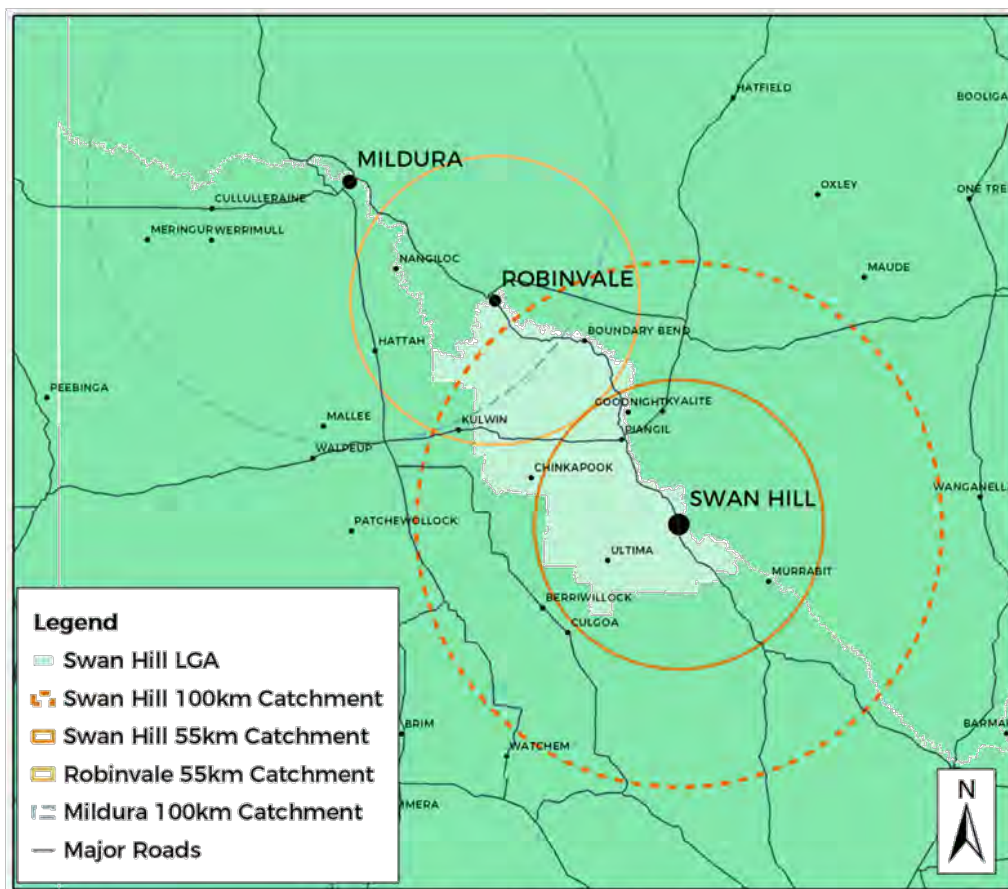 HATFIELD
BOOLIGA
MILDURA
OXLEY
CULLULLERAINE
ONE TRE
MERINGUR
WERRIMULL
NANGILOC
MAUDE
ROBINVALE
BOUNDARY BEND
HATTAH
PEEBINGA
GOODNIGHT
KYALITE
MALLEE
KULWIN
PIANGIL
WALPEUP
CHINKAPOOK
SWAN HILL
WANGANELL
PATCHEWOLLOCK
ULTIMA
MURRABIT
BERRIWILLOCK
CULGOA
BRIM
BARMA
WATCHEM
MMERA
Legend
Swan Hill LGA
Swan Hill 100km Catchment
Swan Hill 55km Catchment
Robinvale 55km Catchment
Mildura 100km Catchment
Major Roads
N